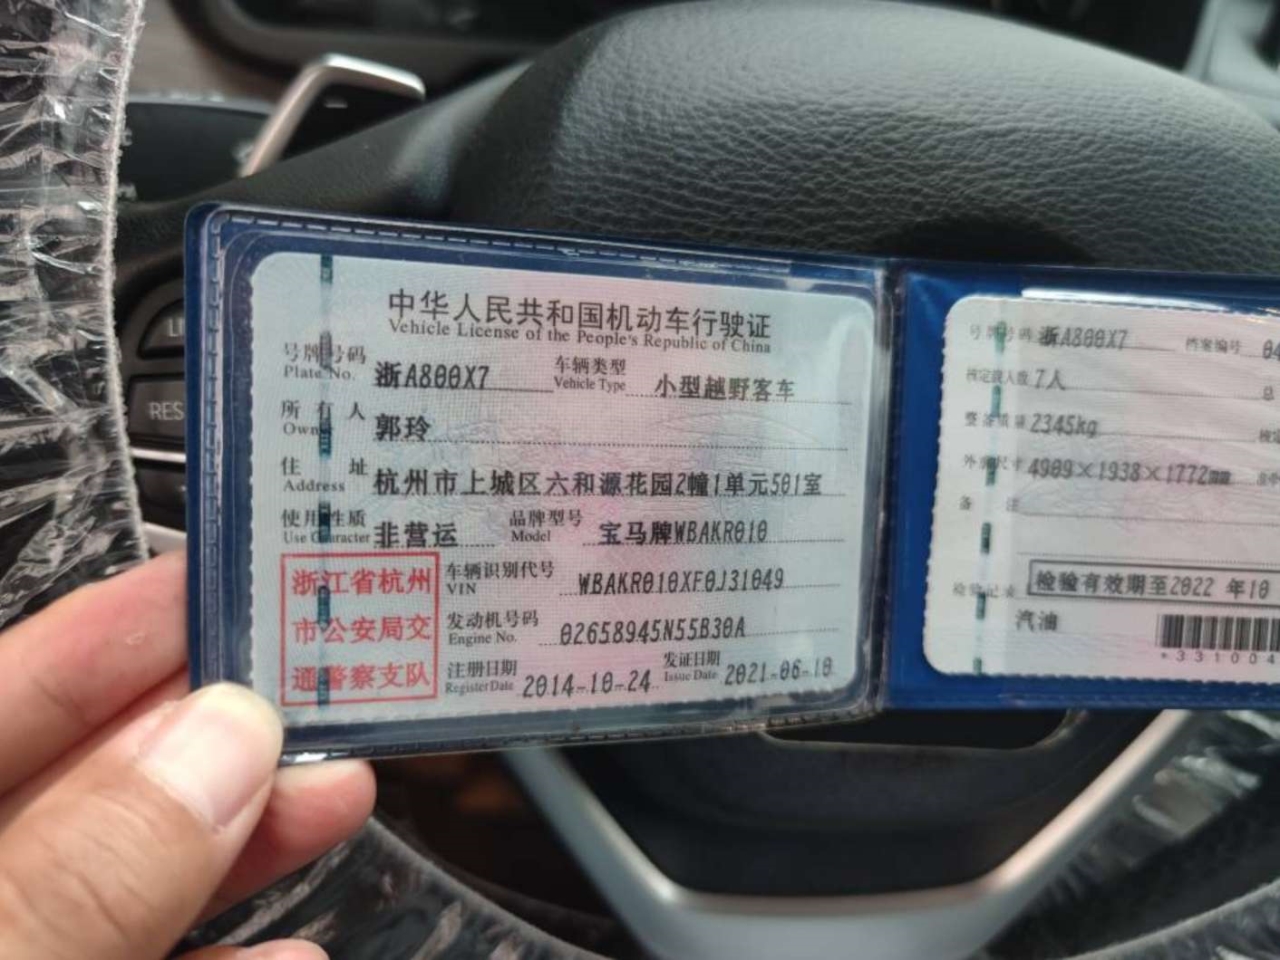 中华人民共和国机动车行驶证
Vehicle License of the People's Republic of China
号牌号码 浙A800X7 车辆类型 小型越野客车
Plate No. Vehicle Type
所有人 郭玲
Owner
住址 杭州市上城区六和源花园2幢1单元501室
Address
使用性质 非营运 品牌型号 宝马牌WBAKR010
Use Character Model
浙江省杭州
市公安局交
通警察支队
车辆识别代号 WBAKR010XF0J31049
VIN
发动机号码 02658945N55B30A
Engine No.
注册日期 2014-10-24 发证日期 2021-06-10
Register Date Issue Date
号牌号码 浙A800X7 档案编号 04
核定载人数 7人
整备质量 2345kg
外廓尺寸 4909×1938×1772mm
备注
检验记录 检验有效期至2022 年10
汽油
*331004
RES